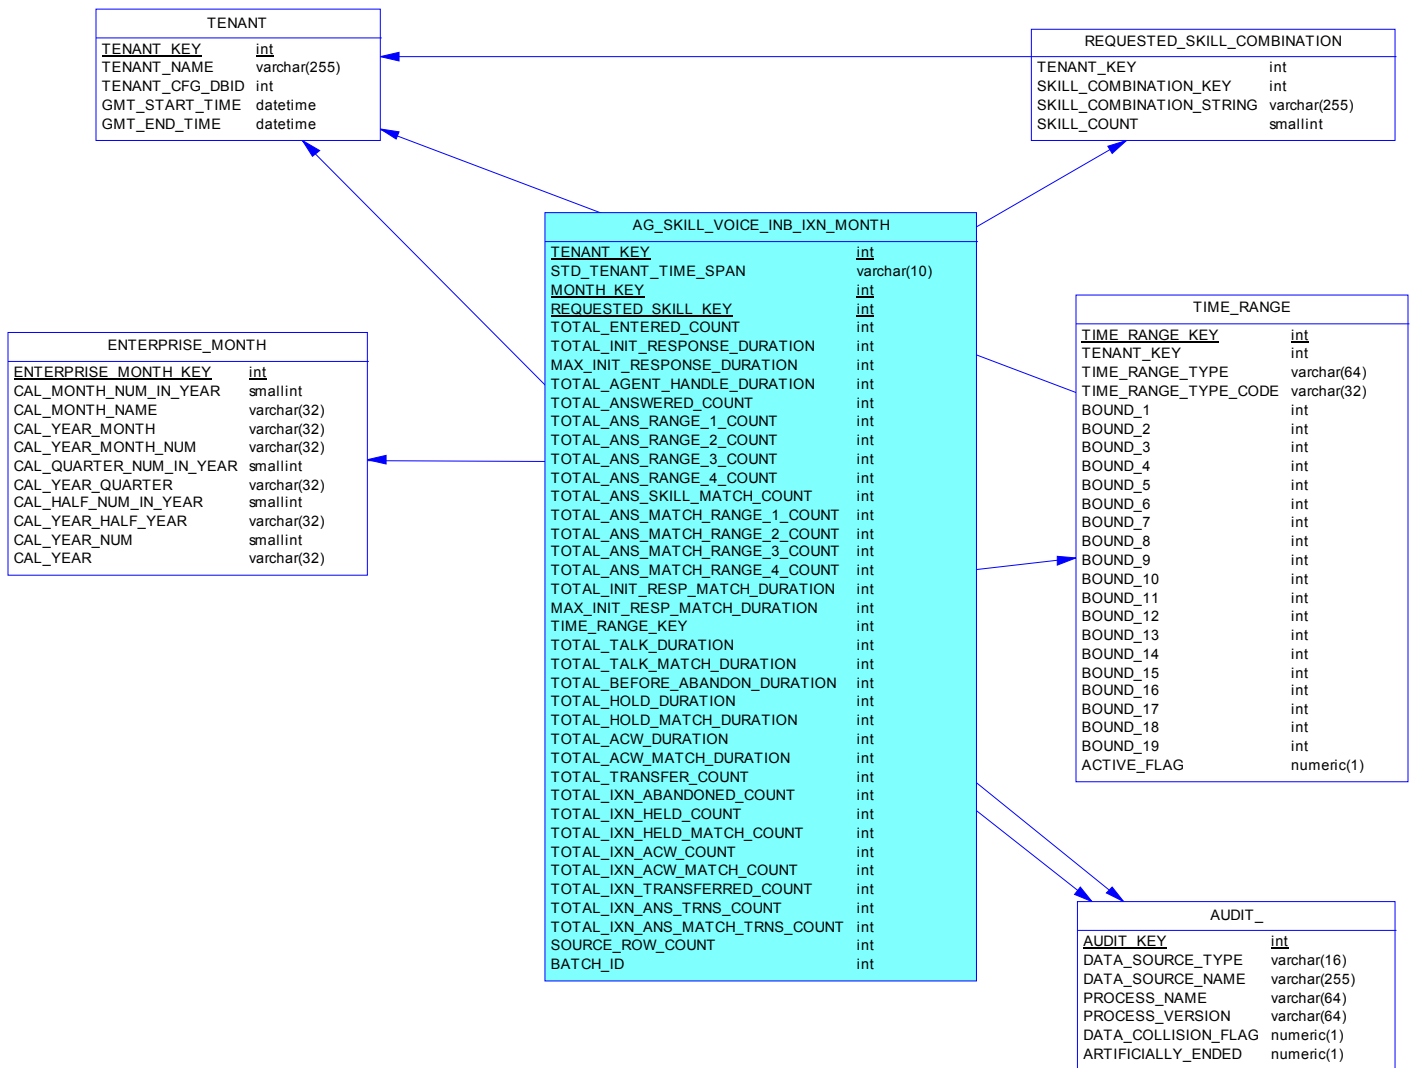 TENANT
TENANT_KEY int
TENANT_NAME varchar(255)
TENANT_CFG_DBID int
GMT_START_TIME datetime
GMT_END_TIME datetime
REQUESTED_SKILL_COMBINATION
TENANT_KEY int
SKILL_COMBINATION_KEY int
SKILL_COMBINATION_STRING varchar(255)
SKILL_COUNT smallint
AG_SKILL_VOICE_INB_IXN_MONTH
TENANT_KEY int
STD_TENANT_TIME_SPAN varchar(10)
MONTH_KEY int
REQUESTED_SKILL_KEY int
TOTAL_ENTERED_COUNT int
TOTAL_INIT_RESPONSE_DURATION int
MAX_INIT_RESPONSE_DURATION int
TOTAL_AGENT_HANDLE_DURATION int
TOTAL_ANSWERED_COUNT int
TOTAL_ANS_RANGE_1_COUNT int
TOTAL_ANS_RANGE_2_COUNT int
TOTAL_ANS_RANGE_3_COUNT int
TOTAL_ANS_RANGE_4_COUNT int
TOTAL_ANS_SKILL_MATCH_COUNT int
TOTAL_ANS_MATCH_RANGE_1_COUNT int
TOTAL_ANS_MATCH_RANGE_2_COUNT int
TOTAL_ANS_MATCH_RANGE_3_COUNT int
TOTAL_ANS_MATCH_RANGE_4_COUNT int
TOTAL_INIT_RESP_MATCH_DURATION int
MAX_INIT_RESP_MATCH_DURATION int
TIME_RANGE_KEY int
TOTAL_TALK_DURATION int
TOTAL_TALK_MATCH_DURATION int
TOTAL_BEFORE_ABANDON_DURATION int
TOTAL_HOLD_DURATION int
TOTAL_HOLD_MATCH_DURATION int
TOTAL_ACW_DURATION int
TOTAL_ACW_MATCH_DURATION int
TOTAL_TRANSFER_COUNT int
TOTAL_IXN_ABANDONED_COUNT int
TOTAL_IXN_HELD_COUNT int
TOTAL_IXN_HELD_MATCH_COUNT int
TOTAL_IXN_ACW_COUNT int
TOTAL_IXN_ACW_MATCH_COUNT int
TOTAL_IXN_TRANSFERRED_COUNT int
TOTAL_IXN_ANS_TRNS_COUNT int
TOTAL_IXN_ANS_MATCH_TRNS_COUNT int
SOURCE_ROW_COUNT int
BATCH_ID int
ENTERPRISE_MONTH
ENTERPRISE_MONTH_KEY int
CAL_MONTH_NUM_IN_YEAR smallint
CAL_MONTH_NAME varchar(32)
CAL_YEAR_MONTH varchar(32)
CAL_YEAR_MONTH_NUM varchar(32)
CAL_QUARTER_NUM_IN_YEAR smallint
CAL_YEAR_QUARTER varchar(32)
CAL_HALF_NUM_IN_YEAR smallint
CAL_YEAR_HALF_YEAR varchar(32)
CAL_YEAR_NUM smallint
CAL_YEAR varchar(32)
TIME_RANGE
TIME_RANGE_KEY int
TENANT_KEY int
TIME_RANGE_TYPE varchar(64)
TIME_RANGE_TYPE_CODE varchar(32)
BOUND_1 int
BOUND_2 int
BOUND_3 int
BOUND_4 int
BOUND_5 int
BOUND_6 int
BOUND_7 int
BOUND_8 int
BOUND_9 int
BOUND_10 int
BOUND_11 int
BOUND_12 int
BOUND_13 int
BOUND_14 int
BOUND_15 int
BOUND_16 int
BOUND_17 int
BOUND_18 int
BOUND_19 int
ACTIVE_FLAG numeric(1)
AUDIT_
AUDIT_KEY int
DATA_SOURCE_TYPE varchar(16)
DATA_SOURCE_NAME varchar(255)
PROCESS_NAME varchar(64)
PROCESS_VERSION varchar(64)
DATA_COLLISION_FLAG numeric(1)
ARTIFICIALLY_ENDED numeric(1)